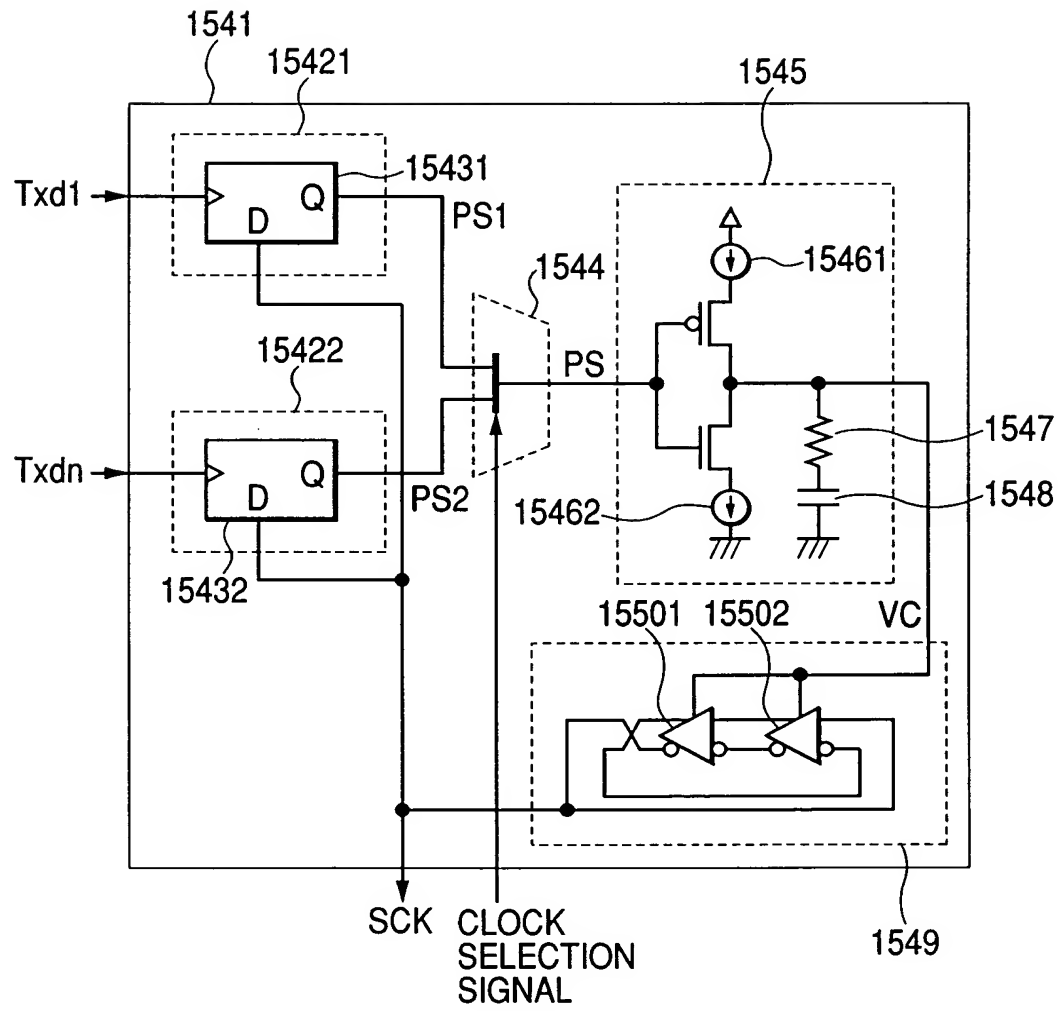 1541
15421
1545
15431
Txd1
Q
D
PS1
15461
1544
15422
PS
Txdn
Q
D
PS2
1547
15462
1548
15432
15501
15502
VC
SCK
CLOCK
SELECTION
SIGNAL
1549